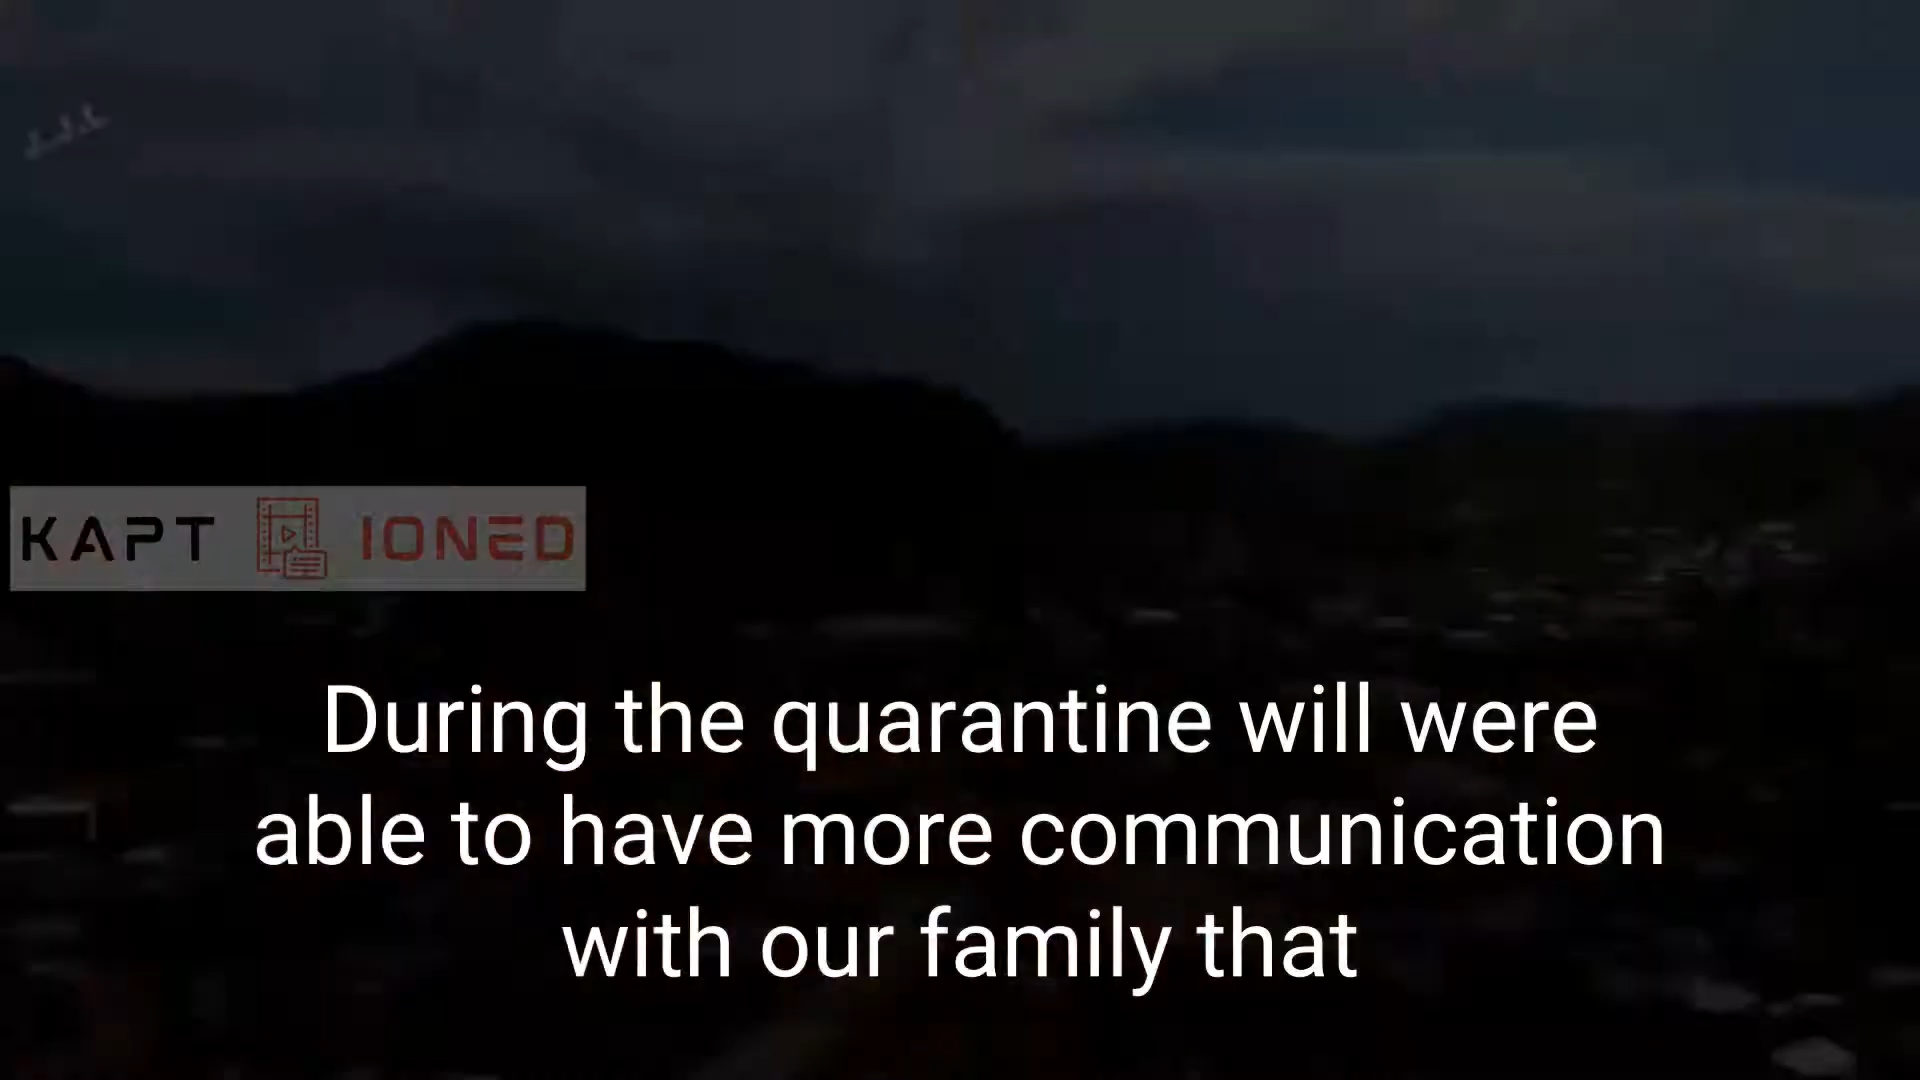 KAPT IONED
During the quarantine will were
able to have more communication
with our family that